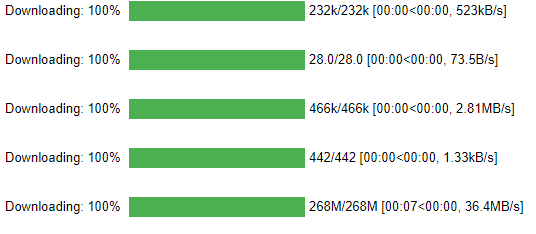 Downloading: 100% 232k/232k [00:00<00:00, 523kB/s]
Downloading: 100% 28.0/28.0 [00:00<00:00, 73.5B/s]
Downloading: 100% 466k/466k [00:00<00:00, 2.81MB/s]
Downloading: 100% 442/442 [00:00<00:00, 1.33kB/s]
Downloading: 100% 268M/268M [00:07<00:00, 36.4MB/s]